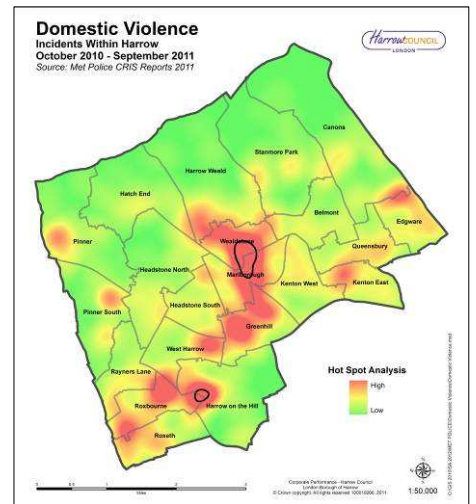 Domestic Violence
Incidents Within Harrow
October 2010 - September 2011
Source: Met Police CRIS Reports 2011
HarrowCOUNCIL
LONDON
Canons
Stanmore Park
Harrow Weald
Hatch End
Belmont
Edgware
Pinner
Wealdstone
Queensbury
Headstone North
Marlborough
Kenton West
Kenton East
Pinner South
Headstone South
Greenhill
West Harrow
Rayners Lane
Roxbourne
Harrow on the Hill
Roxeth
Hot Spot Analysis
High
Low
Corporate Performance - Harrow Council
London Borough of Harrow
1:50,000